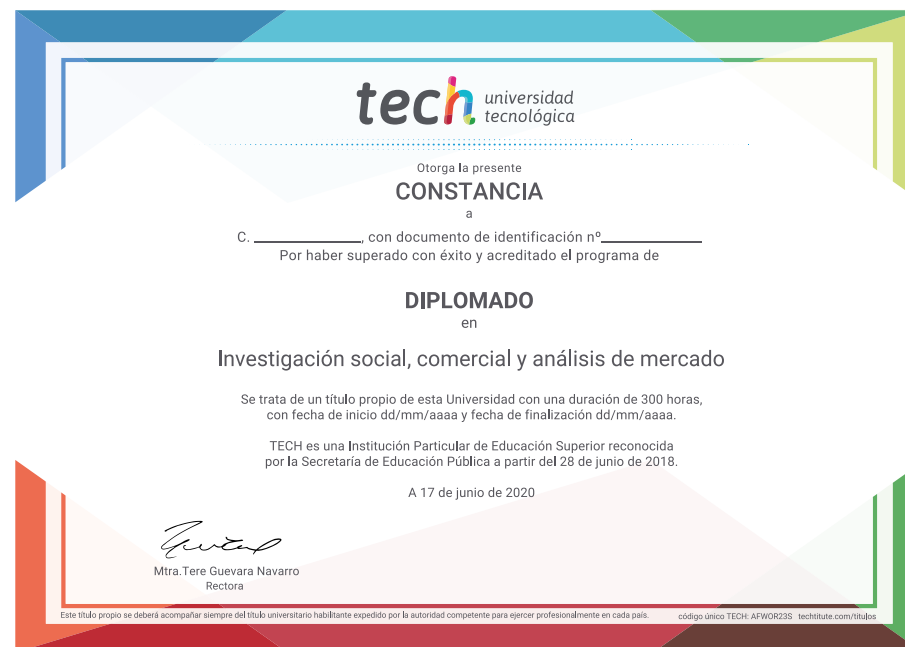 tech universidad
tecnológica
Otorga la presente
CONSTANCIA
a
C. ____________, con documento de identificación nº____________
Por haber superado con éxito y acreditado el programa de
DIPLOMADO
en
Investigación social, comercial y análisis de mercado
Se trata de un título propio de esta Universidad con una duración de 300 horas,
con fecha de inicio dd/mm/aaaa y fecha de finalización dd/mm/aaaa.
TECH es una Institución Particular de Educación Superior reconocida
por la Secretaría de Educación Pública a partir del 28 de junio de 2018.
A 17 de junio de 2020
Mtra.Tere Guevara Navarro
Rectora
Este título propio se deberá acompañar siempre del título universitario habilitante expedido por la autoridad competente para ejercer profesionalmente en cada país. código único TECH: AFWOR23S techtitute.com/titulos